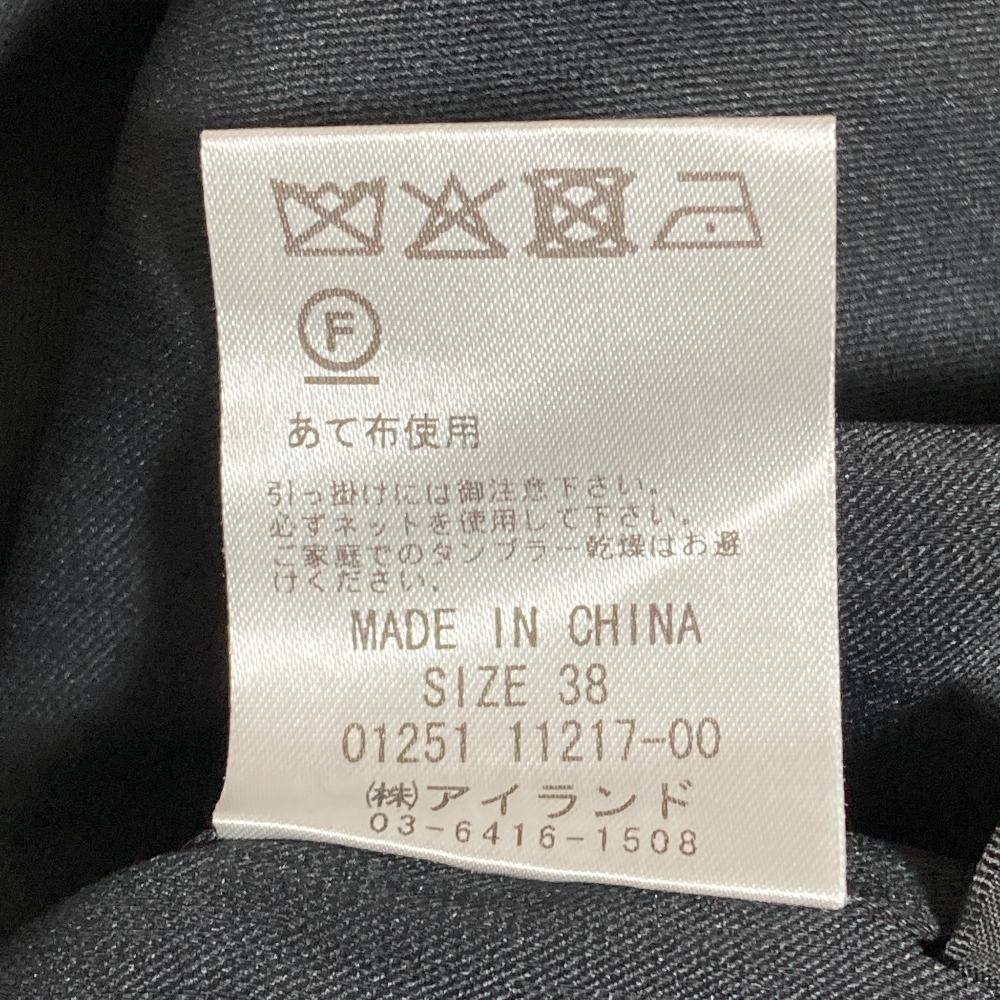 F
あて布使用
引っ掛けには御注意下さい。
必ずネットを使用して下さい。
ご家庭でのタンブラー乾燥はお避
けください。
MADE IN CHINA
SIZE 38
01251 11217-00
㈱アイランド
03-6416-1508